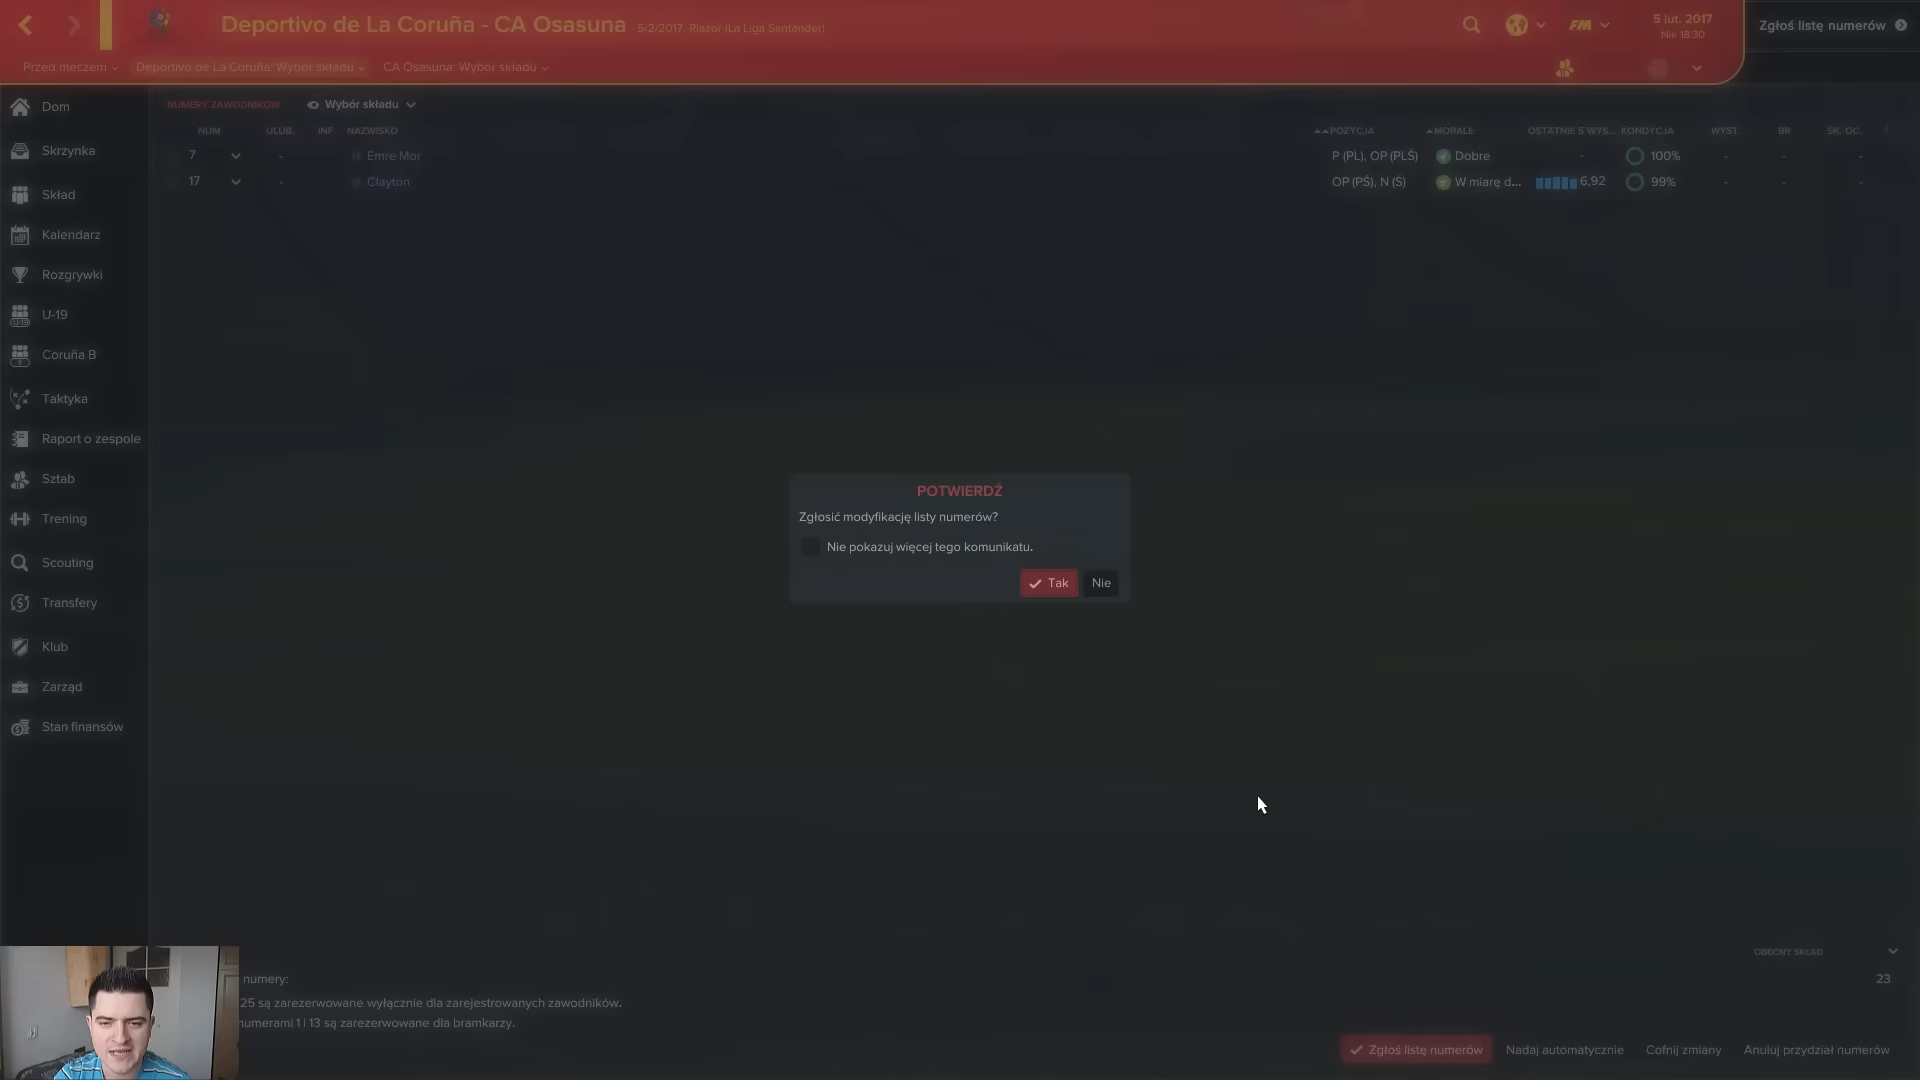 Deportivo de La Coruña - CA Osasuna 5/2/2017. Riazor (La Liga Santander)
FM
5 lut. 2017
Nie 18:30
Zgłoś listę numerów
Przed meczem
Deportivo de La Coruña: Wybór składu
CA Osasuna: Wybór składu
Dom
Skrzynka
Skład
Kalendarz
Rozgrywki
U-19
Coruña B
Taktyka
Raport o zespole
Sztab
Trening
Scouting
Transfery
Klub
Zarząd
Stan finansów
NUMERY ZAWODNIKÓW
Wybór składu
NUM ULUB. INF NAZWISKO POZYCJA MORALE OSTATNIE 5 WYS... KONDYCJA WYST. BR ŚR. OC.
7 - Emre Mor P (PL), OP (PLŚ) Dobre - 100% - - -
17 - Clayton OP (PŚ), N (Ś) W miarę d... 6,92 99% - - -
POTWIERDŹ
Zgłosić modyfikację listy numerów?
Nie pokazuj więcej tego komunikatu.
Tak Nie
OBECNY SKŁAD
numery: 23
25 są zarezerwowane wyłącznie dla zarejestrowanych zawodników.
numerami 1 i 13 są zarezerwowane dla bramkarzy.
Zgłoś listę numerów Nadaj automatycznie Cofnij zmiany Anuluj przydział numerów